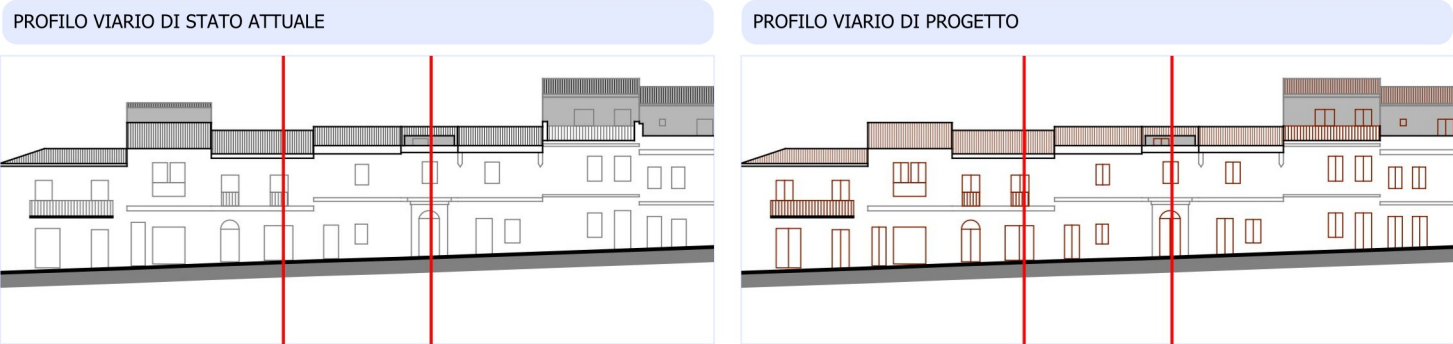 PROFILO VIARIO DI STATO ATTUALE
PROFILO VIARIO DI PROGETTO